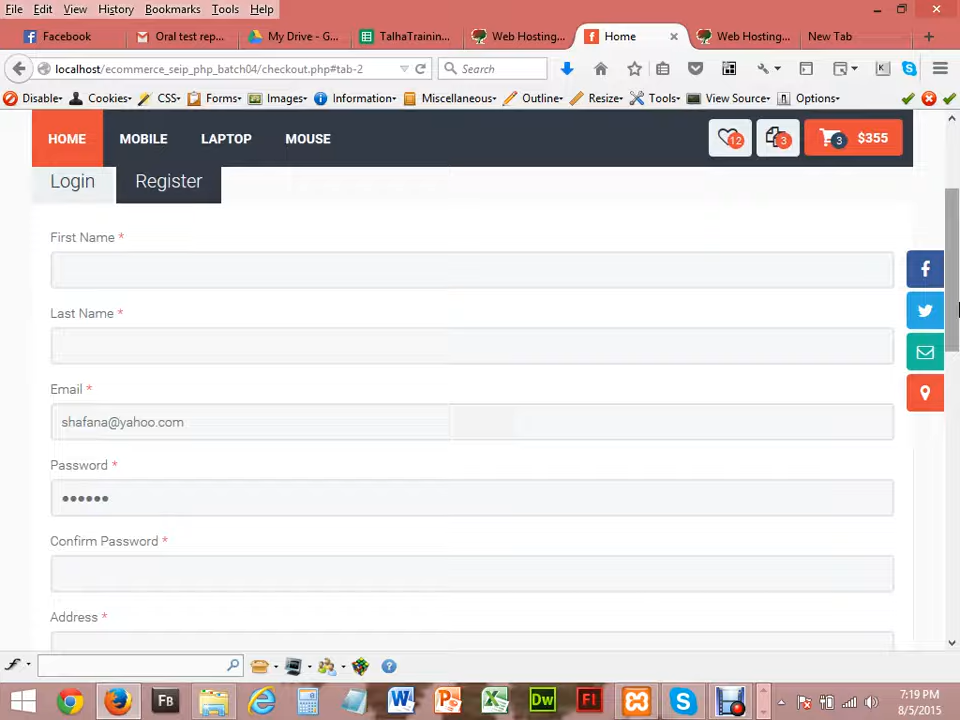 File Edit View History Bookmarks Tools Help
Facebook Oral test rep... My Drive - G... TalhaTraining... Web Hosting... Home Web Hosting... New Tab
localhost/ecommerce_seip_php_batch04/checkout.php#tab-2 Search
Disable Cookies CSS Forms Images Information Miscellaneous Outline Resize Tools View Source Options
HOME MOBILE LAPTOP MOUSE 12 3 3 $355
Login Register
First Name *
Last Name *
Email *
shafana@yahoo.com
Password *
Confirm Password *
Address *
7:19 PM
8/5/2015